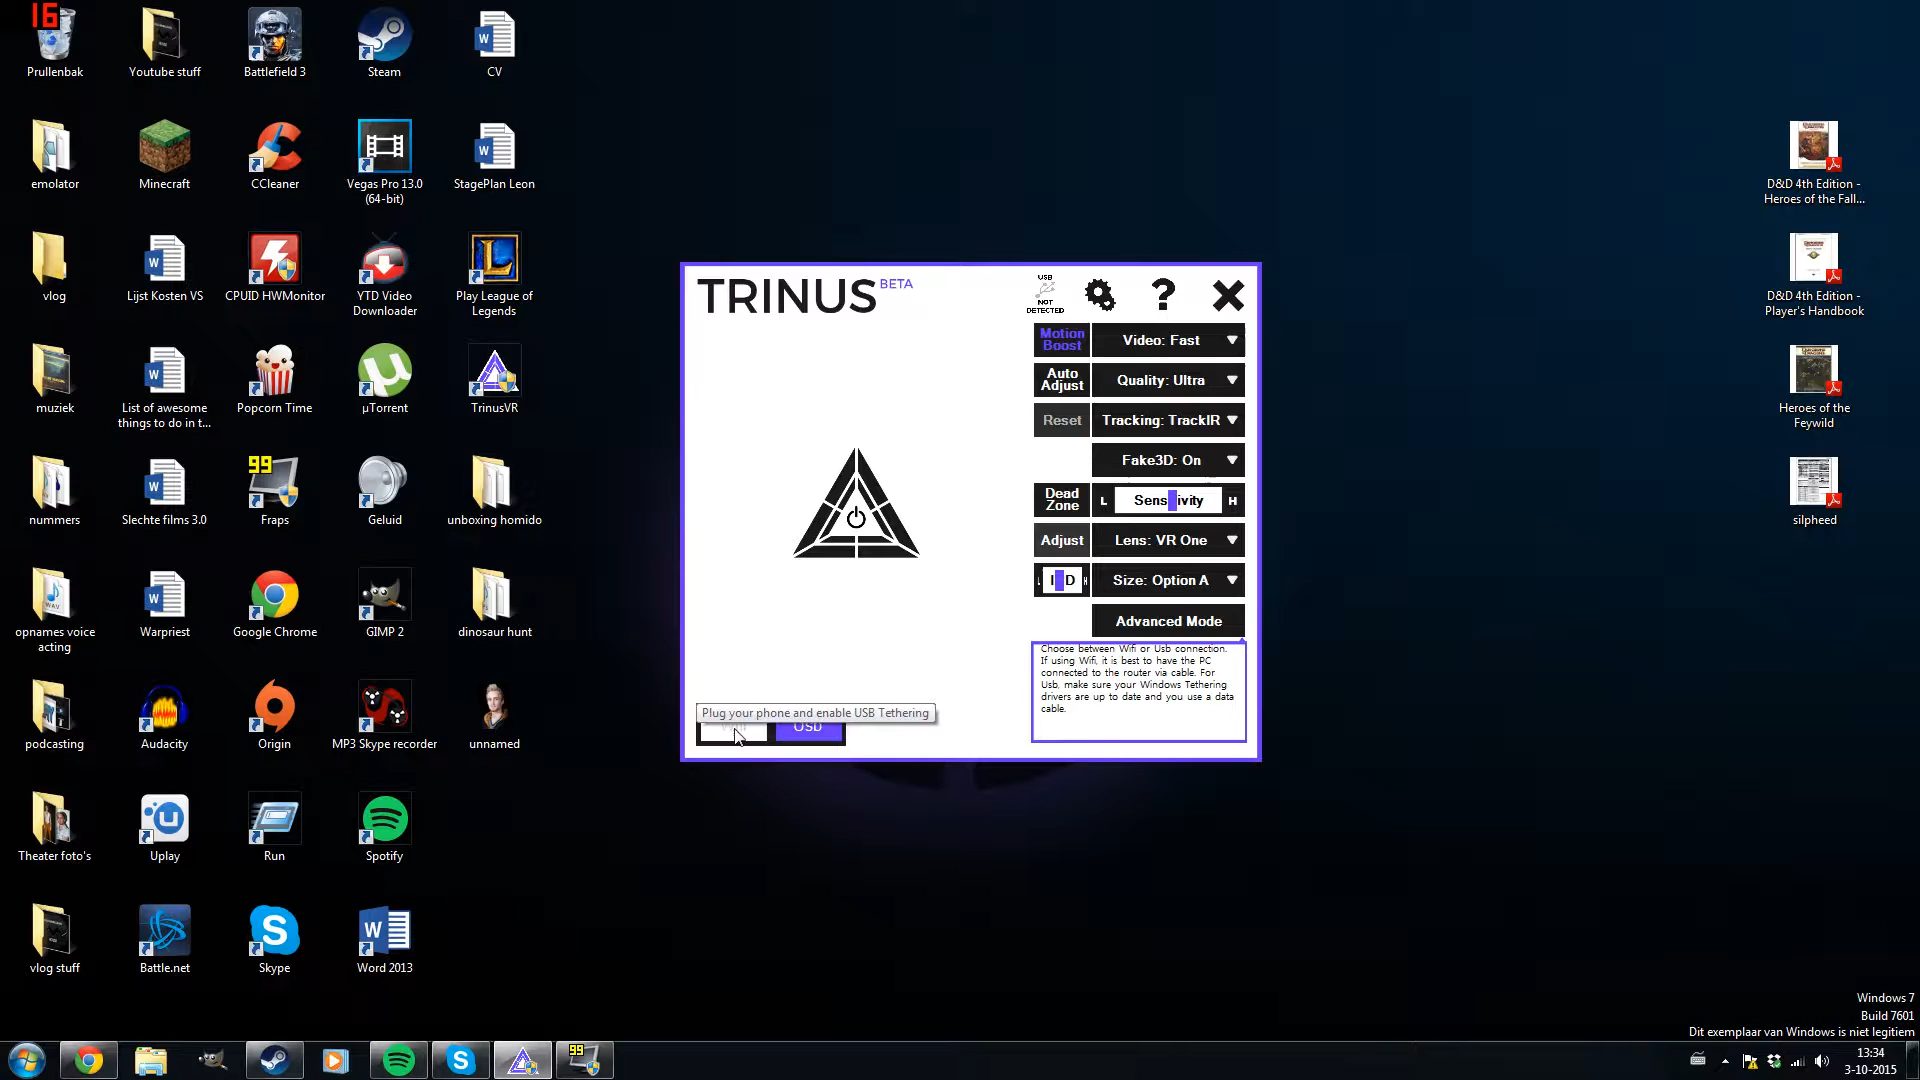 16
Prullenbak
Youtube stuff
Battlefield 3
Steam
CV
emolator
Minecraft
CCleaner
Vegas Pro 13.0
(64-bit)
StagePlan Leon
vlog
Lijst Kosten VS
CPUID HWMonitor
YTD Video
Downloader
Play League of
Legends
muziek
List of awesome
things to do in t...
Popcorn Time
µTorrent
TrinusVR
nummers
Slechte films 3.0
99
Fraps
Geluid
unboxing homido
WAV
opnames voice
acting
Warpriest
Google Chrome
GIMP 2
dinosaur hunt
podcasting
Audacity
Origin
MP3 Skype recorder
unnamed
Theater foto's
Uplay
Run
Spotify
vlog stuff
Battle.net
Skype
Word 2013
TRINUS BETA
USB
NOT
DETECTED
?
Motion
Boost
Video: Fast
Auto
Adjust
Quality: Ultra
Reset
Tracking: TrackIR
Fake3D: On
Dead
Zone
L
H
Adjust
Lens: VR One
Size: Option A
Advanced Mode
Choose between Wifi or Usb connection.
If using Wifi, it is best to have the PC
connected to the router via cable. For
Usb, make sure your Windows Tethering
drivers are up to date and you use a data
cable.
Plug your phone and enable USB Tethering
USB
D&D 4th Edition -
Heroes of the Fall...
D&D 4th Edition -
Player's Handbook
Heroes of the
Feywild
silpheed
Windows 7
Build 7601
Dit exemplaar van Windows is niet legitiem
99
13:34
3-10-2015